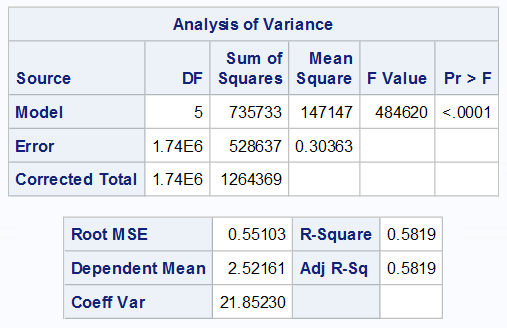 Analysis of Variance
Source DF Sum of Squares Mean Square F Value Pr > F
Model 5 735733 147147 484620 <.0001
Error 1.74E6 528637 0.30363
Corrected Total 1.74E6 1264369
Root MSE 0.55103 R-Square 0.5819
Dependent Mean 2.52161 Adj R-Sq 0.5819
Coeff Var 21.85230